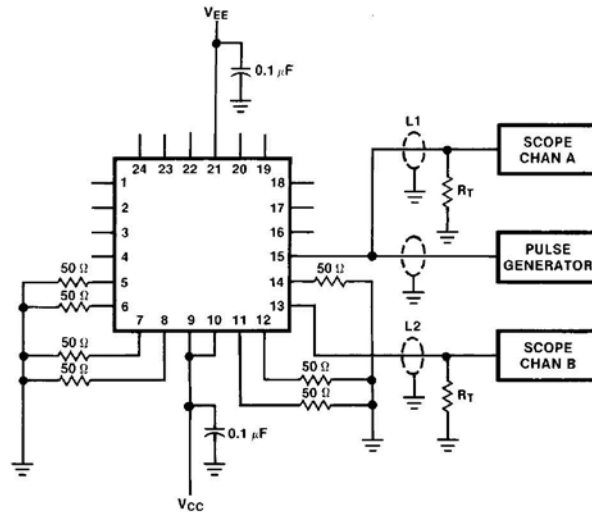 VEE
0.1 μF
L1
SCOPE
CHAN A
RT
24 23 22 21 20 19
1
2
3
4
5
6
18
17
16
15
14
13
PULSE
GENERATOR
50 Ω
50 Ω
50 Ω
7 8 9 10 11 12
50 Ω
50 Ω
L2
SCOPE
CHAN B
RT
50 Ω
50 Ω
0.1 μF
VCC